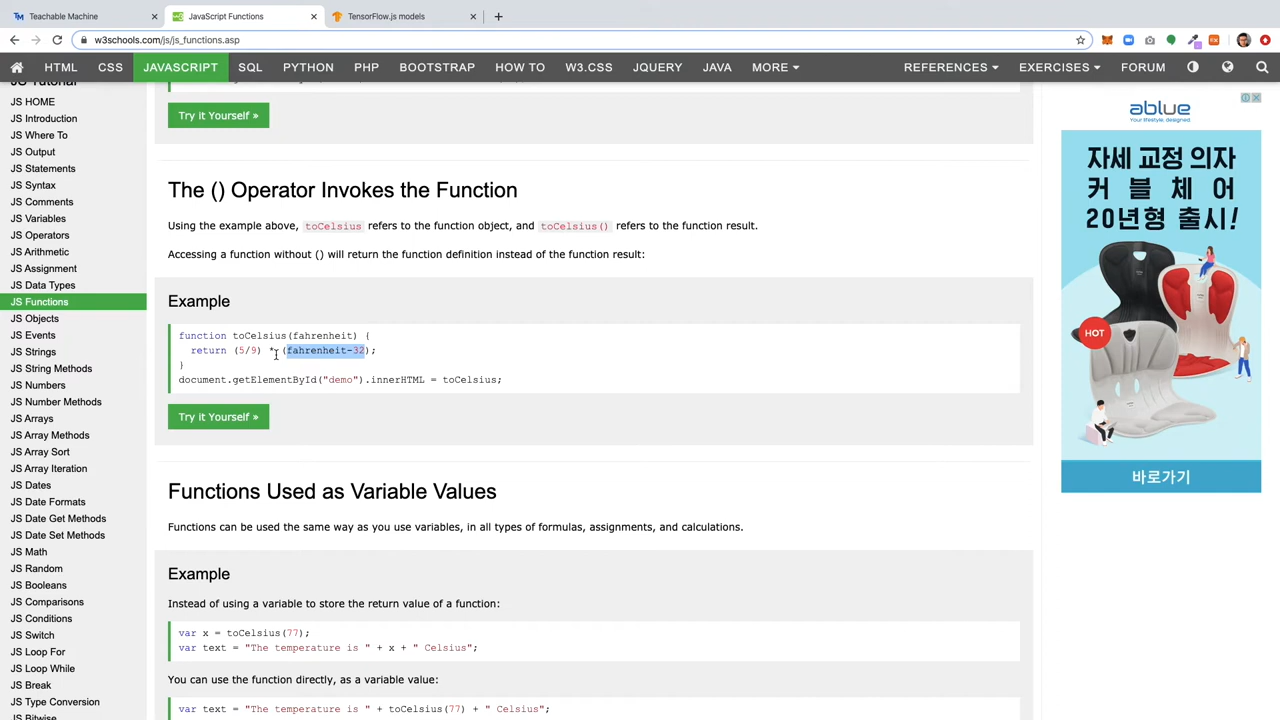 Teachable Machine
JavaScript Functions
TensorFlow.js models
w3schools.com/js/js_functions.asp
HTML CSS JAVASCRIPT SQL PYTHON PHP BOOTSTRAP HOW TO W3.CSS JQUERY JAVA MORE REFERENCES EXERCISES FORUM
JS Tutorial
JS HOME
JS Introduction
JS Where To
JS Output
JS Statements
JS Syntax
JS Comments
JS Variables
JS Operators
JS Arithmetic
JS Assignment
JS Data Types
JS Functions
JS Objects
JS Events
JS Strings
JS String Methods
JS Numbers
JS Number Methods
JS Arrays
JS Array Methods
JS Array Sort
JS Array Iteration
JS Dates
JS Date Formats
JS Date Get Methods
JS Date Set Methods
JS Math
JS Random
JS Booleans
JS Comparisons
JS Conditions
JS Switch
JS Loop For
JS Loop While
JS Break
JS Type Conversion
JS Bitwise
Try it Yourself »
The () Operator Invokes the Function
Using the example above, toCelsius refers to the function object, and toCelsius() refers to the function result.
Accessing a function without () will return the function definition instead of the function result:
Example
function toCelsius(fahrenheit) {
return (5/9) * (fahrenheit-32);
}
document.getElementById("demo").innerHTML = toCelsius;
Try it Yourself »
Functions Used as Variable Values
Functions can be used the same way as you use variables, in all types of formulas, assignments, and calculations.
Example
Instead of using a variable to store the return value of a function:
var x = toCelsius(77);
var text = "The temperature is " + x + " Celsius";
You can use the function directly, as a variable value:
var text = "The temperature is " + toCelsius(77) + " Celsius";
ablue
Your lifestyle, designed.
자세 교정 의자
커블체어
20년형 출시!
HOT
바로가기